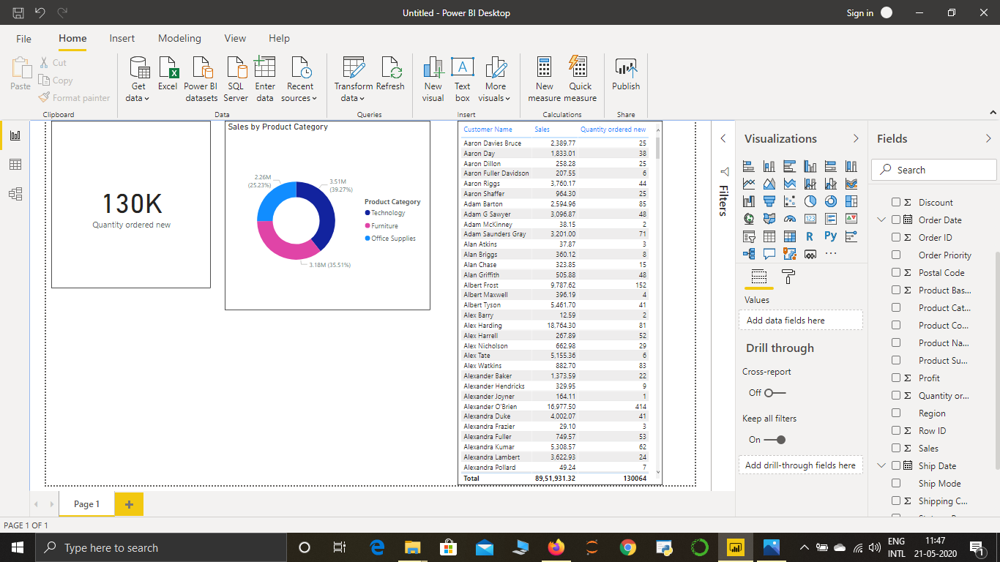 Untitled - Power BI Desktop
Sign in
File Home Insert Modeling View Help
Paste
Cut
Copy
Format painter
Clipboard
Get data
Excel
Power BI datasets
SQL Server
Enter data
Recent sources
Data
Transform data
Refresh
Queries
New visual
Text box
More visuals
Insert
New measure
Quick measure
Calculations
Publish
Share
130K
Quantity ordered new
Sales by Product Category
2.26M
(25.23%)
3.51M
(39.27%)
3.18M (35.51%)
Product Category
Technology
Furniture
Office Supplies
Customer Name Sales Quantity ordered new
Aaron Davies Bruce 2,389.77 25
Aaron Day 1,833.01 38
Aaron Dillon 258.28 25
Aaron Fuller Davidson 207.55 6
Aaron Riggs 3,760.17 44
Aaron Shaffer 964.30 25
Adam Barton 2,594.96 85
Adam G Sawyer 3,096.87 48
Adam McKinney 38.15 2
Adam Saunders Gray 3,201.00 71
Alan Atkins 37.87 3
Alan Briggs 360.12 8
Alan Chase 323.85 15
Alan Griffith 505.88 48
Albert Frost 9,787.62 152
Albert Maxwell 396.19 4
Albert Tyson 5,461.70 41
Alex Barry 12.59 2
Alex Harding 18,764.30 81
Alex Harrell 267.89 52
Alex Nicholson 662.98 29
Alex Tate 5,155.36 6
Alex Watkins 882.70 83
Alexander Baker 1,373.59 22
Alexander Hendricks 329.95 9
Alexander Joyner 164.11 1
Alexander O'Brien 16,977.50 414
Alexandra Duke 4,002.07 41
Alexandra Frazier 29.10 3
Alexandra Fuller 749.57 53
Alexandra Kumar 5,308.57 62
Alexandra Lambert 3,622.93 24
Alexandra Pollard 49.24 7
Total 89,51,931.32 130064
Filters
Visualizations
R
Py
Values
Add data fields here
Drill through
Cross-report
Off
Keep all filters
On
Add drill-through fields here
Fields
Search
Discount
Order Date
Order ID
Order Priority
Postal Code
Product Bas...
Product Cat...
Product Co...
Product Na...
Product Su...
Profit
Quantity or...
Region
Row ID
Sales
Ship Date
Ship Mode
Shipping C...
Page 1
PAGE 1 OF 1
Type here to search
ENG
INTL
11:47
21-05-2020
1